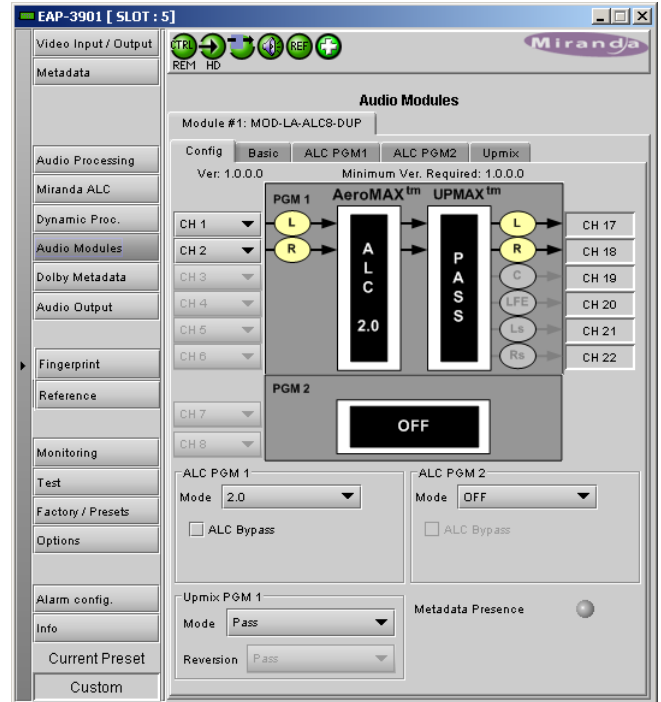 EAP-3901 [ SLOT : 5]
Video Input / Output
Metadata
Audio Processing
Miranda ALC
Dynamic Proc.
Audio Modules
Dolby Metadata
Audio Output
Fingerprint
Reference
Monitoring
Test
Factory / Presets
Options
Alarm config.
Info
Current Preset
Custom
CTRL
REF
REM HD
Miranda
Audio Modules
Module #1: MOD-LA-ALC8-DUP
Config Basic ALC PGM1 ALC PGM2 Upmix
Ver: 1.0.0.0 Minimum Ver. Required: 1.0.0.0
PGM 1 AeroMAX tm UPMAX tm
CH 1 L L CH 17
CH 2 R R CH 18
CH 3 C CH 19
CH 4 LFE CH 20
CH 5 Ls CH 21
CH 6 Rs CH 22
A
L
C
2.0
P
A
S
S
PGM 2
CH 7
CH 8
OFF
ALC PGM 1
Mode 2.0
ALC Bypass
ALC PGM 2
Mode OFF
ALC Bypass
Upmix PGM 1
Mode Pass
Reversion Pass
Metadata Presence